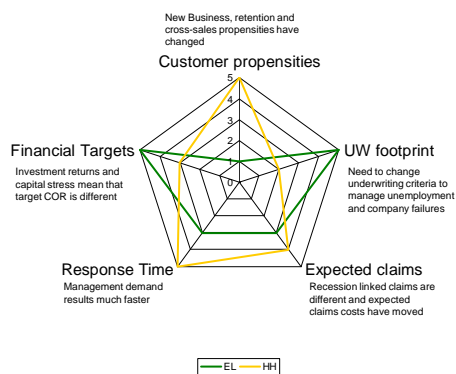 New Business, retention and
cross-sales propensities have
changed
Customer propensities
5
4
3
2
1
0
Financial Targets
Investment returns and
capital stress mean that
target COR is different
UW footprint
Need to change
underwriting criteria to
manage unemployment
and company failures
Response Time
Management demand
results much faster
Expected claims
Recession linked claims are
different and expected
claims costs have moved
EL HH